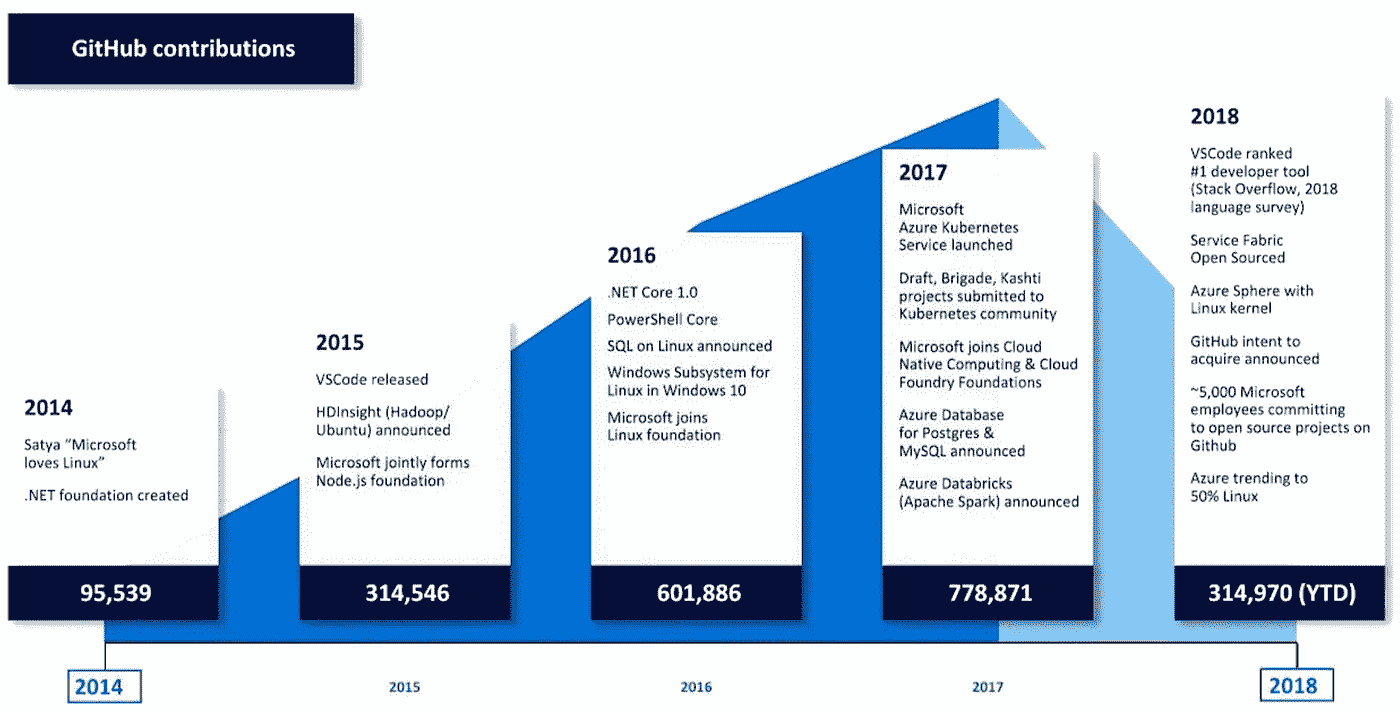 GitHub contributions
2014
Satya “Microsoft
loves Linux”
.NET foundation created
95,539
2015
VSCode released
HDInsight (Hadoop/
Ubuntu) announced
Microsoft jointly forms
Node.js foundation
314,546
2016
.NET Core 1.0
PowerShell Core
SQL on Linux announced
Windows Subsystem for
Linux in Windows 10
Microsoft joins
Linux foundation
601,886
2017
Microsoft
Azure Kubernetes
Service launched
Draft, Brigade, Kashti
projects submitted to
Kubernetes community
Microsoft joins Cloud
Native Computing & Cloud
Foundry Foundations
Azure Database
for Postgres &
MySQL announced
Azure Databricks
(Apache Spark) announced
778,871
2018
VSCode ranked
#1 developer tool
(Stack Overflow, 2018
language survey)
Service Fabric
Open Sourced
Azure Sphere with
Linux kernel
GitHub intent to
acquire announced
~5,000 Microsoft
employees committing
to open source projects on
Github
Azure trending to
50% Linux
314,970 (YTD)
2014
2015
2016
2017
2018